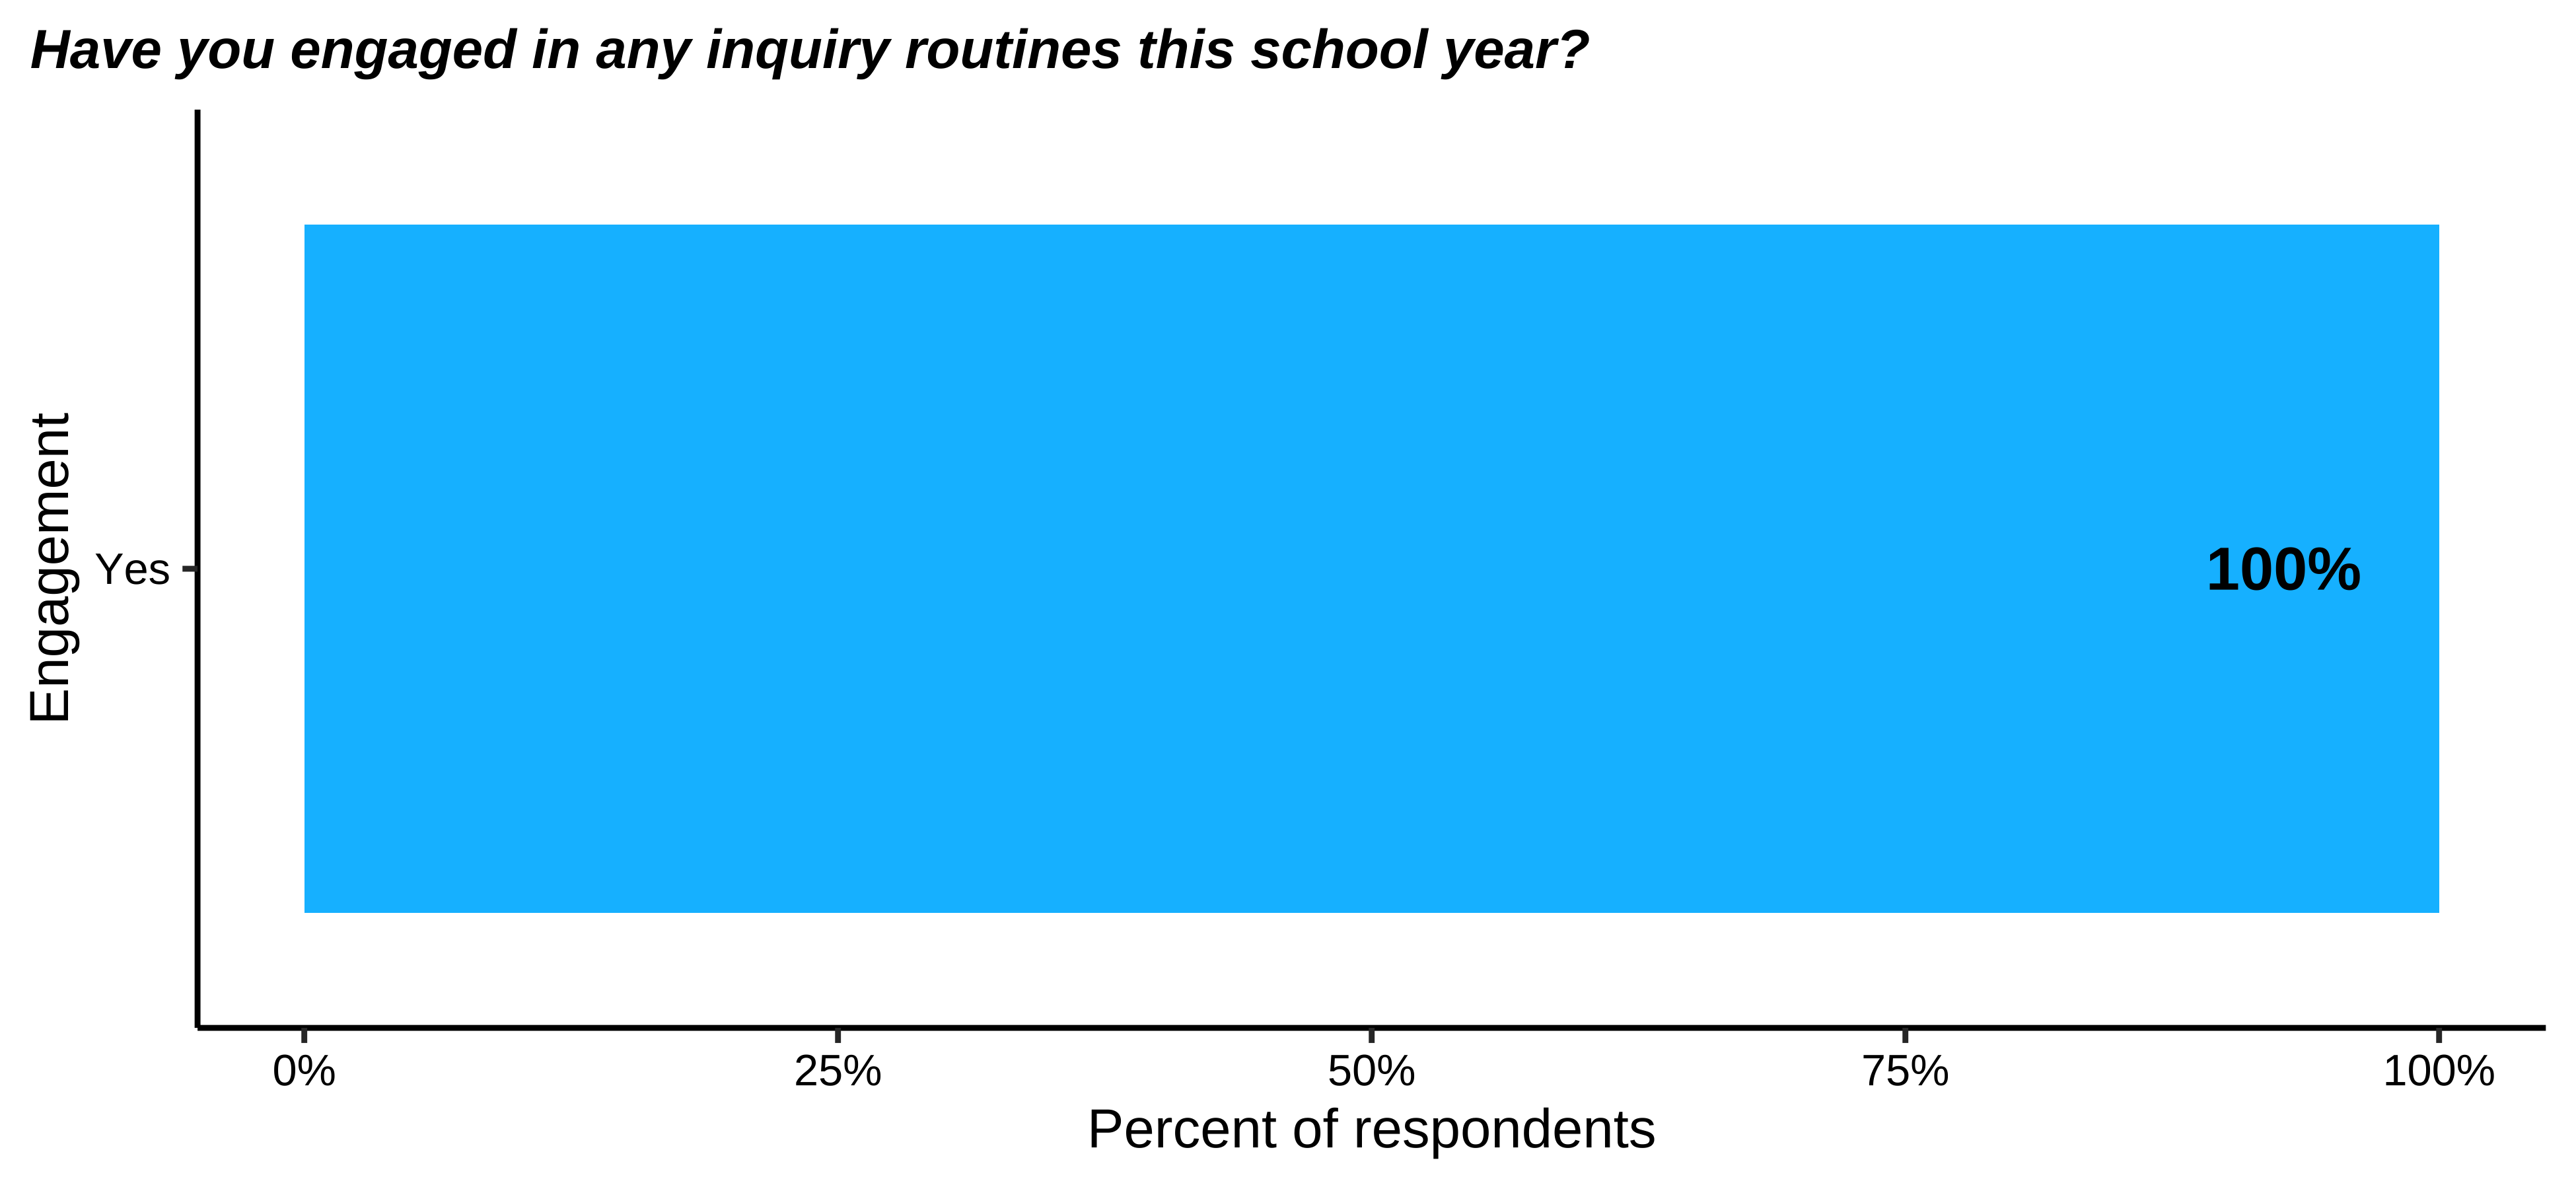 Have you engaged in any inquiry routines this school year?
Engagement
Yes
100%
0%
25%
50%
75%
100%
Percent of respondents